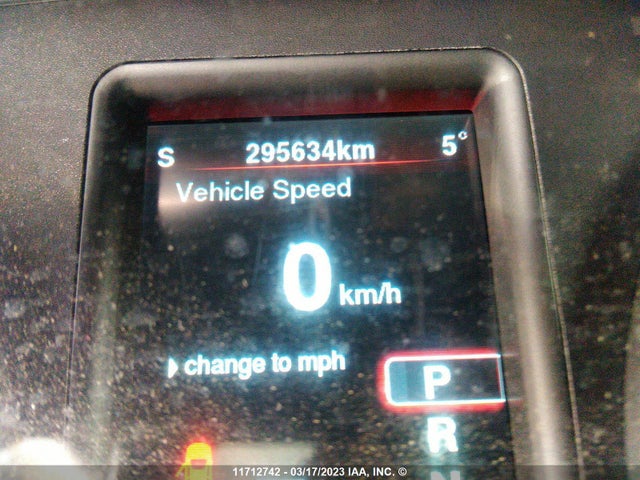 S 295634km 5°
Vehicle Speed
0 km/h
change to mph
P
R
N
11712742 - 03/17/2023 IAA, INC. ©